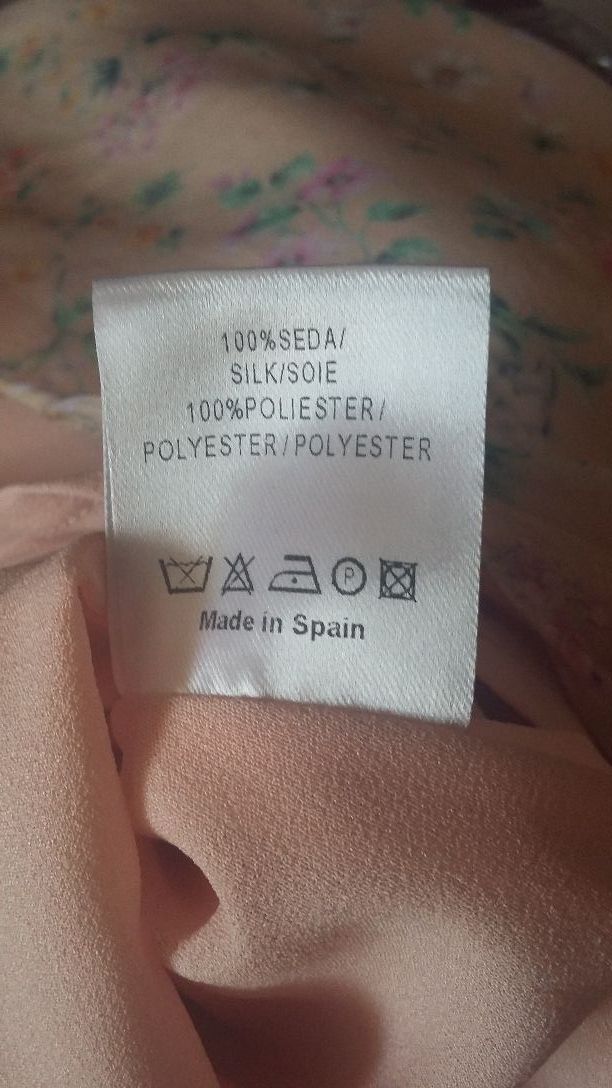 100%SEDA/
SILK/SOIE
100%POLIESTER/
POLYESTER/POLYESTER
P
Made in Spain